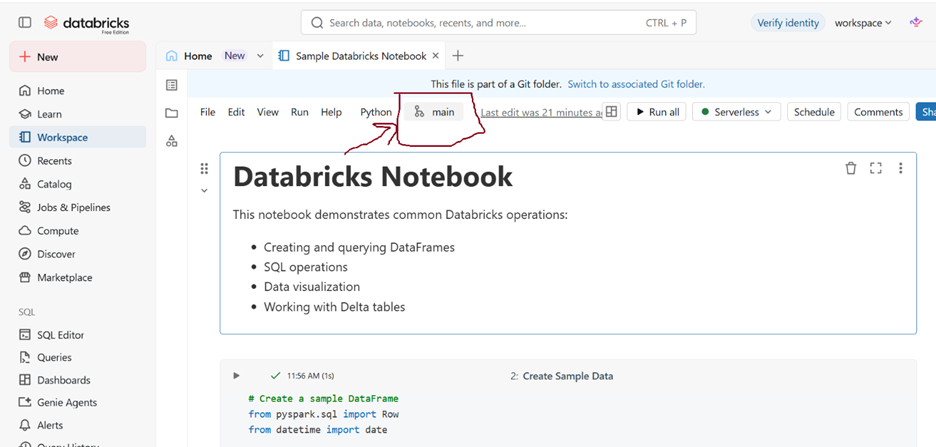 databricks
Free Edition
Search data, notebooks, recents, and more...
CTRL + P
Verify identity
workspace
New
Home
Learn
Workspace
Recents
Catalog
Jobs & Pipelines
Compute
Discover
Marketplace
SQL
SQL Editor
Queries
Dashboards
Genie Agents
Alerts
Query History
Home New
Sample Databricks Notebook
This file is part of a Git folder. Switch to associated Git folder.
File Edit View Run Help Python main Last edit was 21 minutes a Run all Serverless Schedule Comments Sha
Databricks Notebook
This notebook demonstrates common Databricks operations:
• Creating and querying DataFrames
• SQL operations
• Data visualization
• Working with Delta tables
11:56 AM (1s) 2: Create Sample Data
# Create a sample DataFrame
from pyspark.sql import Row
from datetime import date